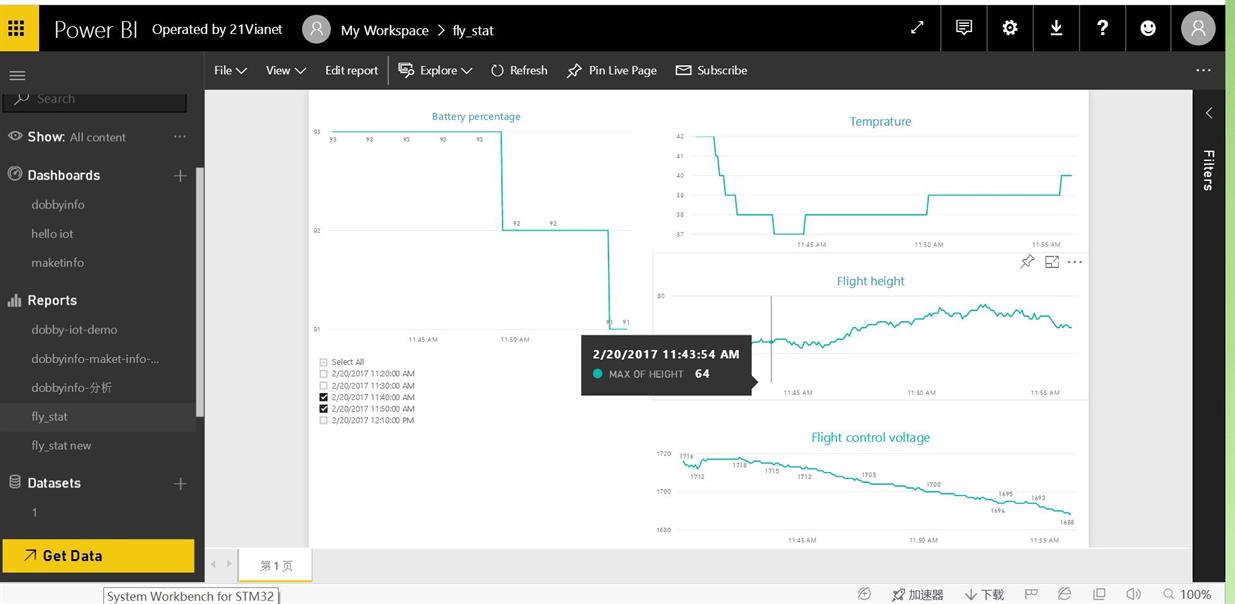 Power BI Operated by 21Vianet My Workspace > fly_stat
File View Edit report Explore Refresh Pin Live Page Subscribe
Search
Show: All content
Dashboards
dobbyinfo
hello iot
maketinfo
Reports
dobby-iot-demo
dobbyinfo-maket-info-...
dobbyinfo-分析
fly_stat
fly_stat new
Datasets
1
Get Data
Battery percentage
93
93 93 93 93 93
92 92
92
91 91
91
11:45 AM 11:50 AM
Select All
2/20/2017 11:20:00 AM
2/20/2017 11:30:00 AM
2/20/2017 11:40:00 AM
2/20/2017 11:50:00 AM
2/20/2017 12:10:00 PM
Temprature
42
41
40
39
38
37
11:45 AM 11:50 AM 11:55 AM
Flight height
80
2/20/2017 11:43:54 AM
MAX OF HEIGHT 64
11:45 AM 11:50 AM 11:55 AM
Flight control voltage
1720
1716 1712 1718 1715 1712 1705 1700 1695 1694 1693 1688
1700
1680
11:45 AM 11:50 AM 11:55 AM
Filters
第 1 页
System Workbench for STM32
加速器 下载 100%